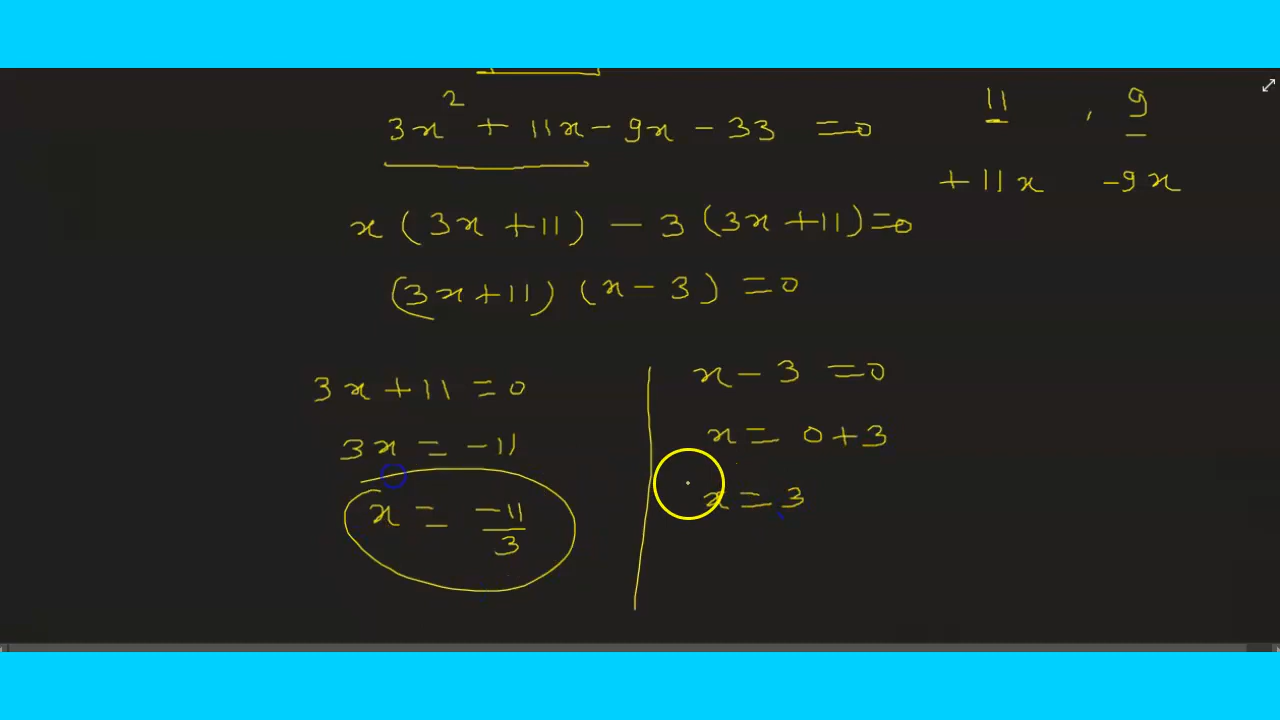 3x² + 11x - 9x - 33 = 0
11 , 9
+11x -9x
x (3x + 11) - 3 (3x + 11) = 0
(3x + 11) (x - 3) = 0
3x + 11 = 0
3x = -11
x = -11/3
x - 3 = 0
x = 0 + 3
x = 3